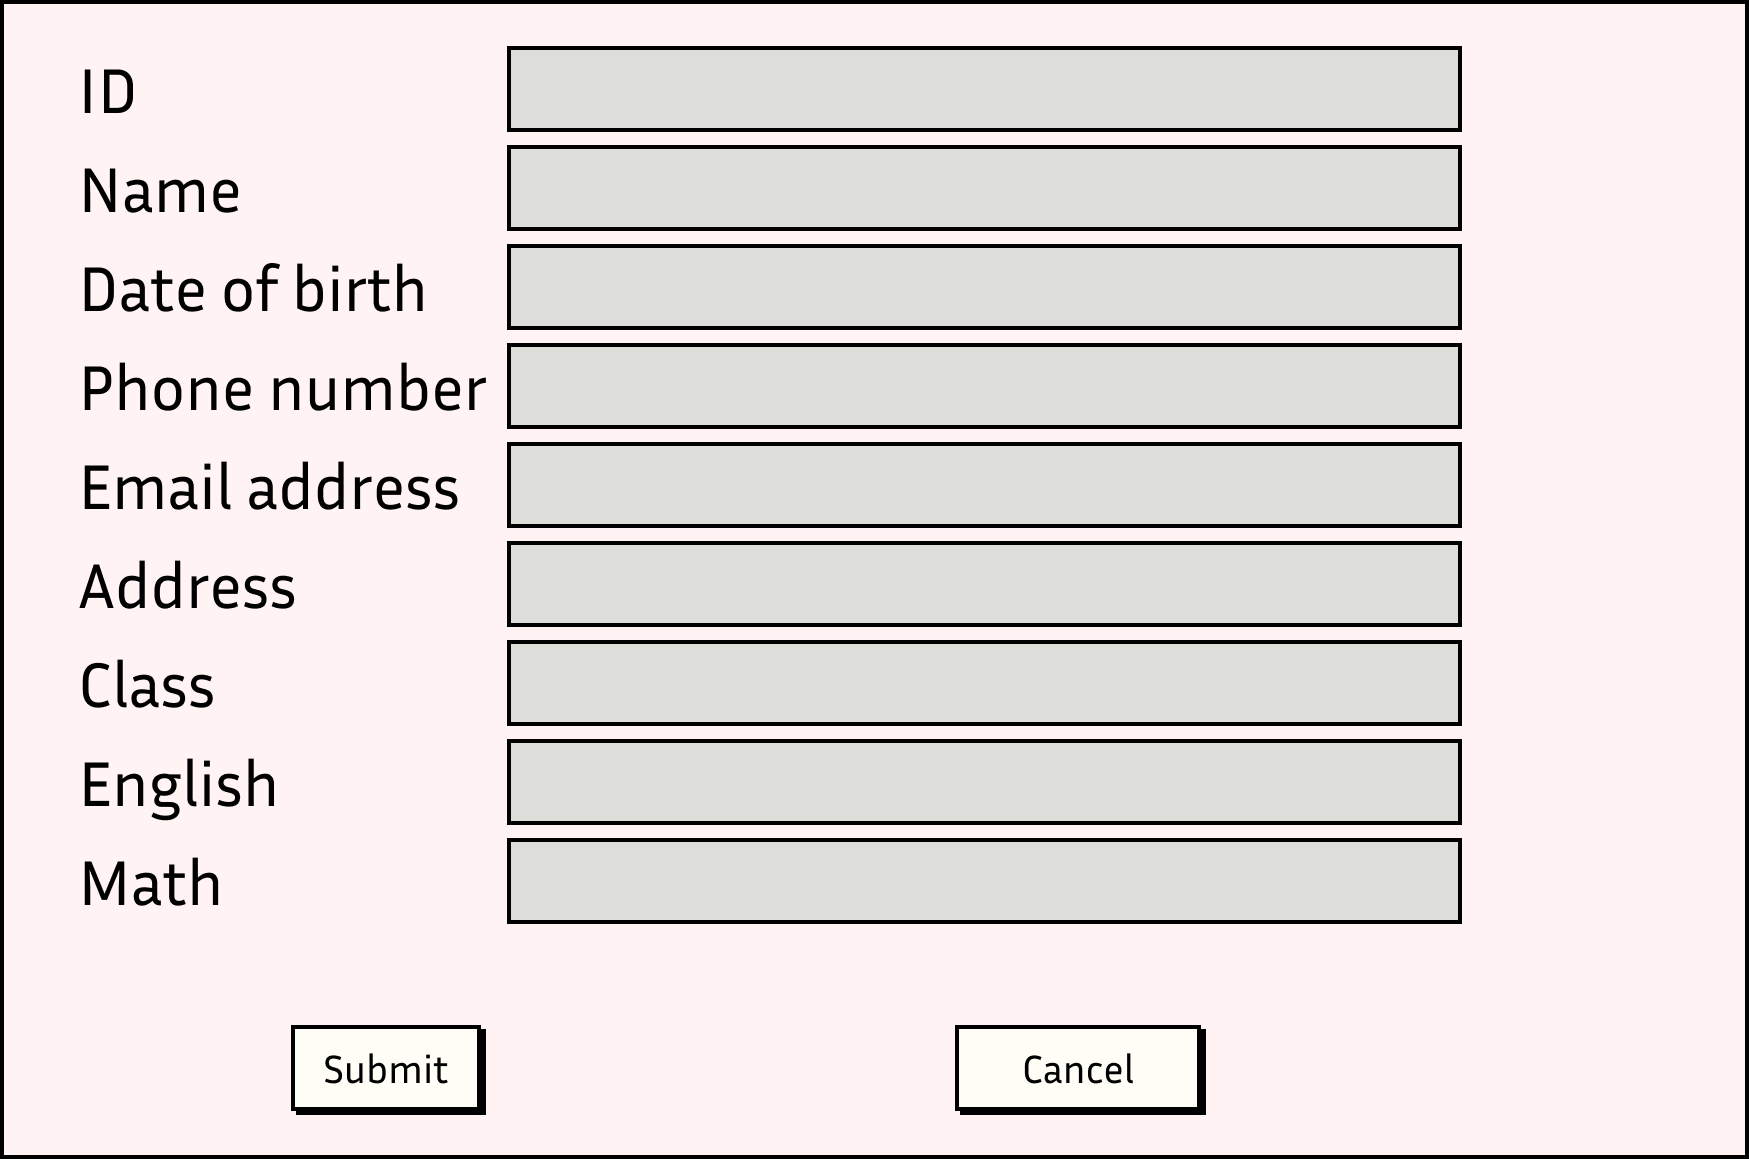 ID
Name
Date of birth
Phone number
Email address
Address
Class
English
Math
Submit
Cancel